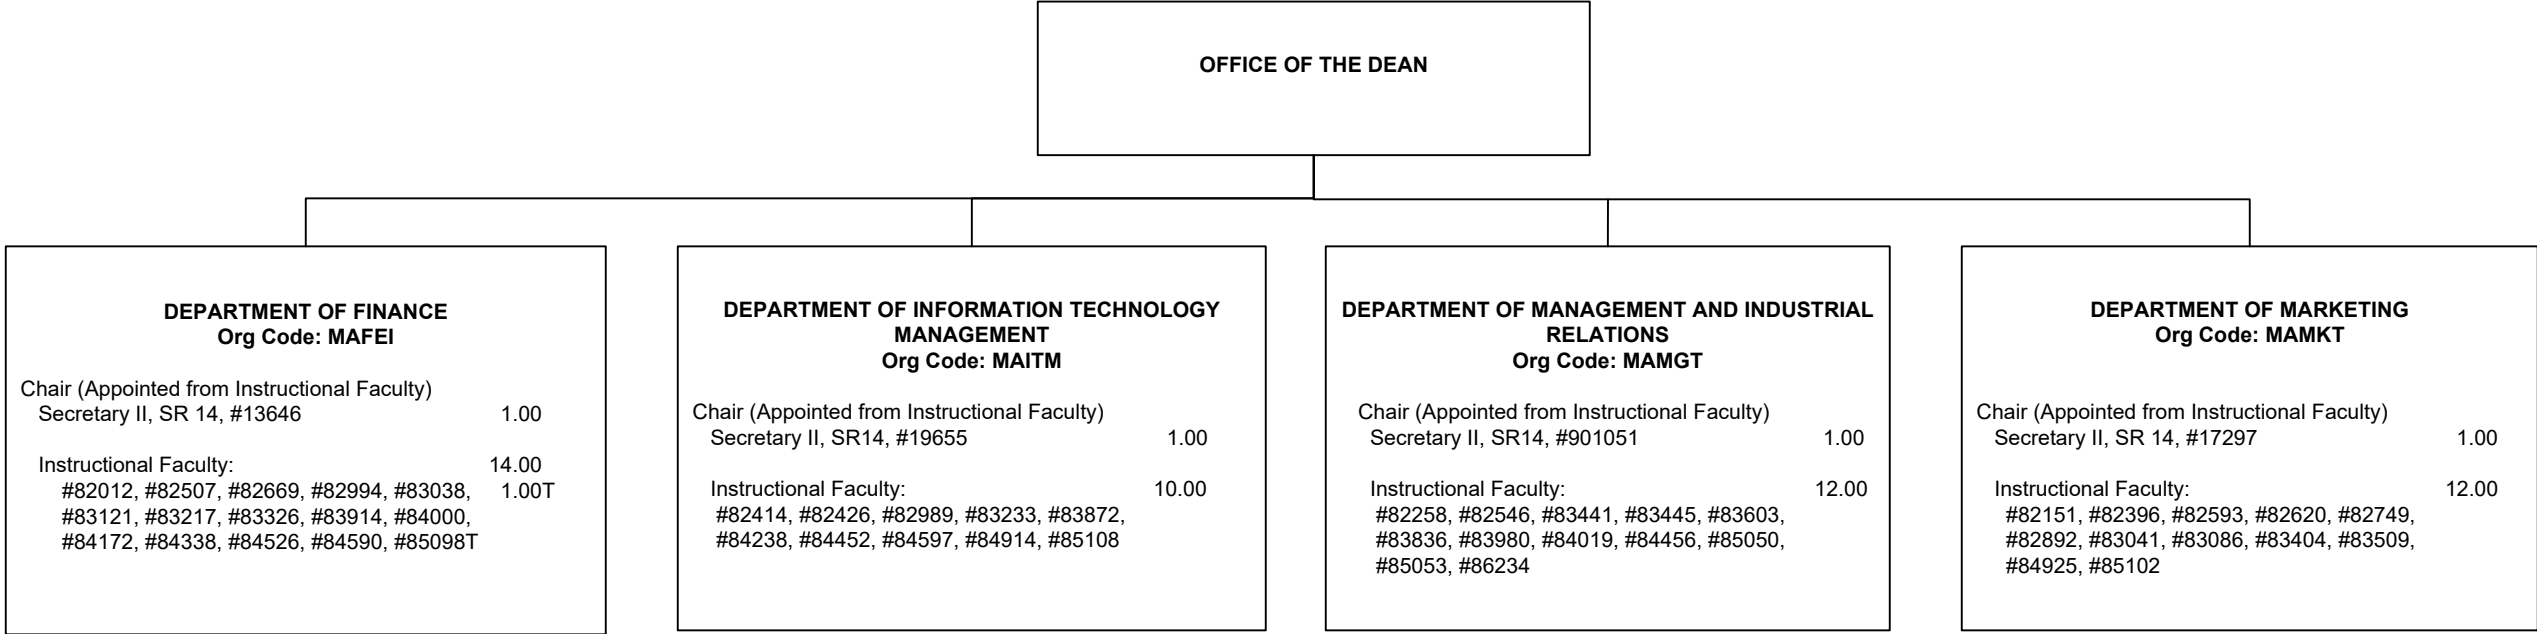 OFFICE OF THE DEAN
DEPARTMENT OF FINANCE
Org Code: MAFEI
Chair (Appointed from Instructional Faculty)
Secretary II, SR 14, #13646 1.00
Instructional Faculty: 14.00
#82012, #82507, #82669, #82994, #83038, 1.00T
#83121, #83217, #83326, #83914, #84000,
#84172, #84338, #84526, #84590, #85098T
DEPARTMENT OF INFORMATION TECHNOLOGY
MANAGEMENT
Org Code: MAITM
Chair (Appointed from Instructional Faculty)
Secretary II, SR14, #19655 1.00
Instructional Faculty: 10.00
#82414, #82426, #82989, #83233, #83872,
#84238, #84452, #84597, #84914, #85108
DEPARTMENT OF MANAGEMENT AND INDUSTRIAL
RELATIONS
Org Code: MAMGT
Chair (Appointed from Instructional Faculty)
Secretary II, SR14, #901051 1.00
Instructional Faculty: 12.00
#82258, #82546, #83441, #83445, #83603,
#83836, #83980, #84019, #84456, #85050,
#85053, #86234
DEPARTMENT OF MARKETING
Org Code: MAMKT
Chair (Appointed from Instructional Faculty)
Secretary II, SR 14, #17297 1.00
Instructional Faculty: 12.00
#82151, #82396, #82593, #82620, #82749,
#82892, #83041, #83086, #83404, #83509,
#84925, #85102